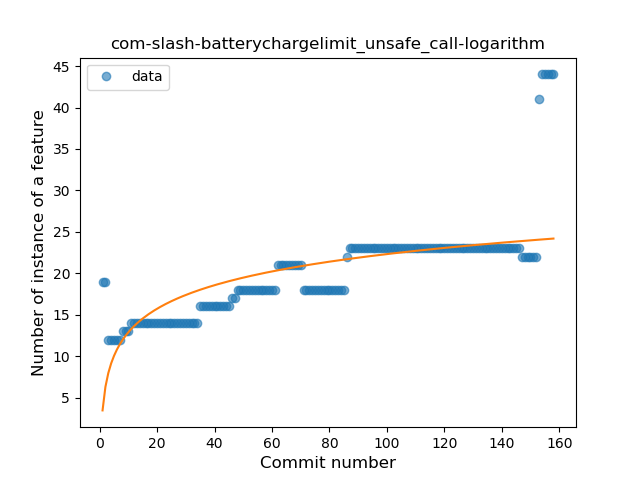 com-slash-batterychargelimit_unsafe_call-logarithm
data
Number of instance of a feature
45
40
35
30
25
20
15
10
5
0 20 40 60 80 100 120 140 160
Commit number